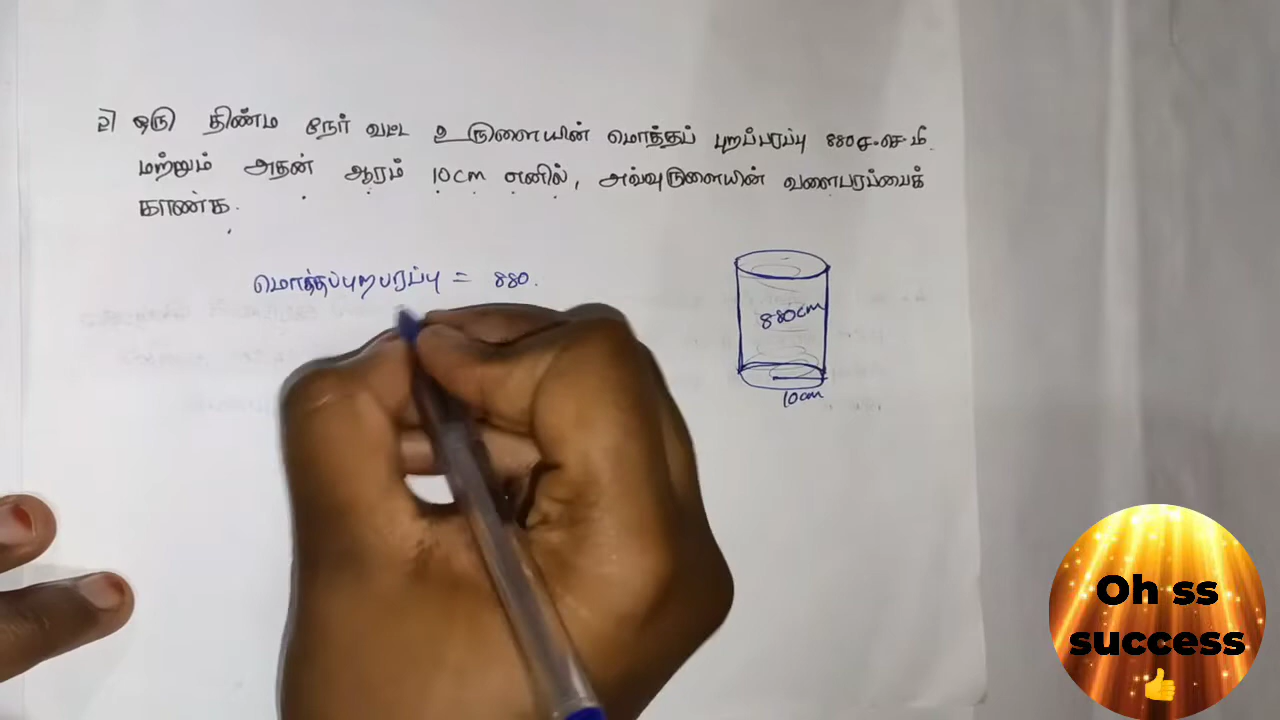 2) ஒரு திண்ம நேர் வட்ட உருளையின் மொத்தப் புறப்பரப்பு 880 ச.செ.மீ
மற்றும் அதன் ஆரம் 10cm எனில், அவ்வுருளையின் வளைபரப்பைக்
காண்க.
மொத்தப்புறபரப்பு = 880.
880cm
10cm
Oh ss
success